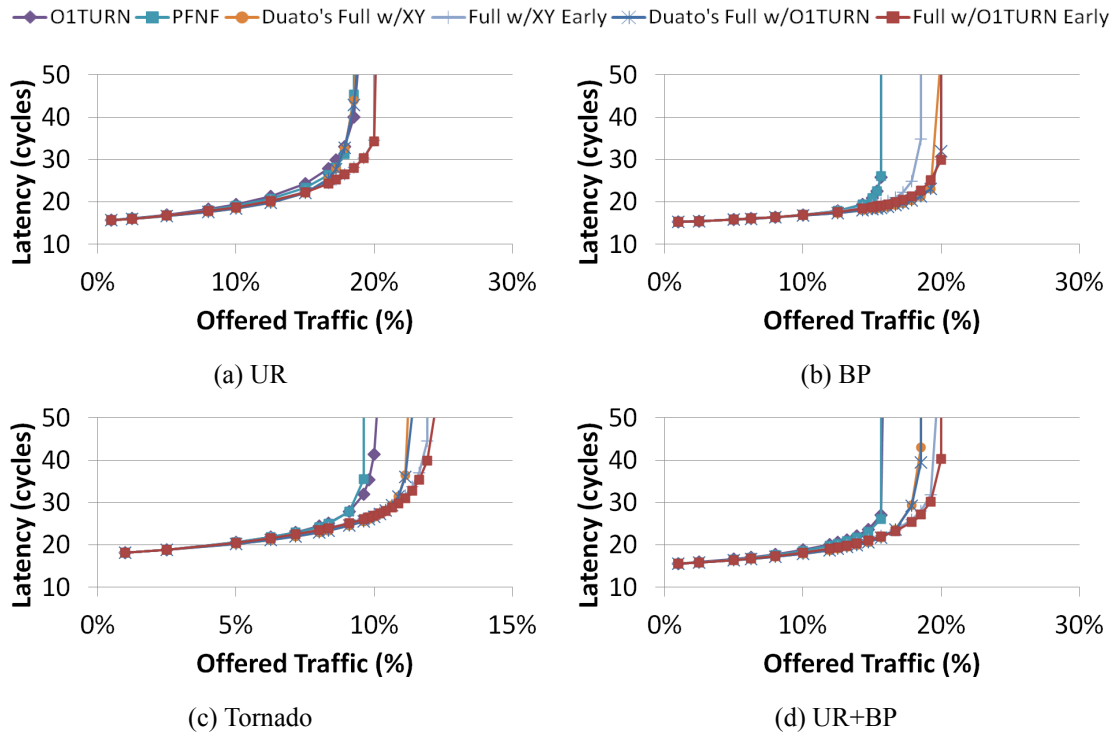 O1TURN PFNF Duato's Full w/XY Full w/XY Early Duato's Full w/O1TURN Full w/O1TURN Early
Latency (cycles)
50
40
30
20
10
0% 10% 20% 30%
Offered Traffic (%)
(a) UR
Latency (cycles)
50
40
30
20
10
0% 10% 20% 30%
Offered Traffic (%)
(b) BP
Latency (cycles)
50
40
30
20
10
0% 5% 10% 15%
Offered Traffic (%)
(c) Tornado
Latency (cycles)
50
40
30
20
10
0% 10% 20% 30%
Offered Traffic (%)
(d) UR+BP